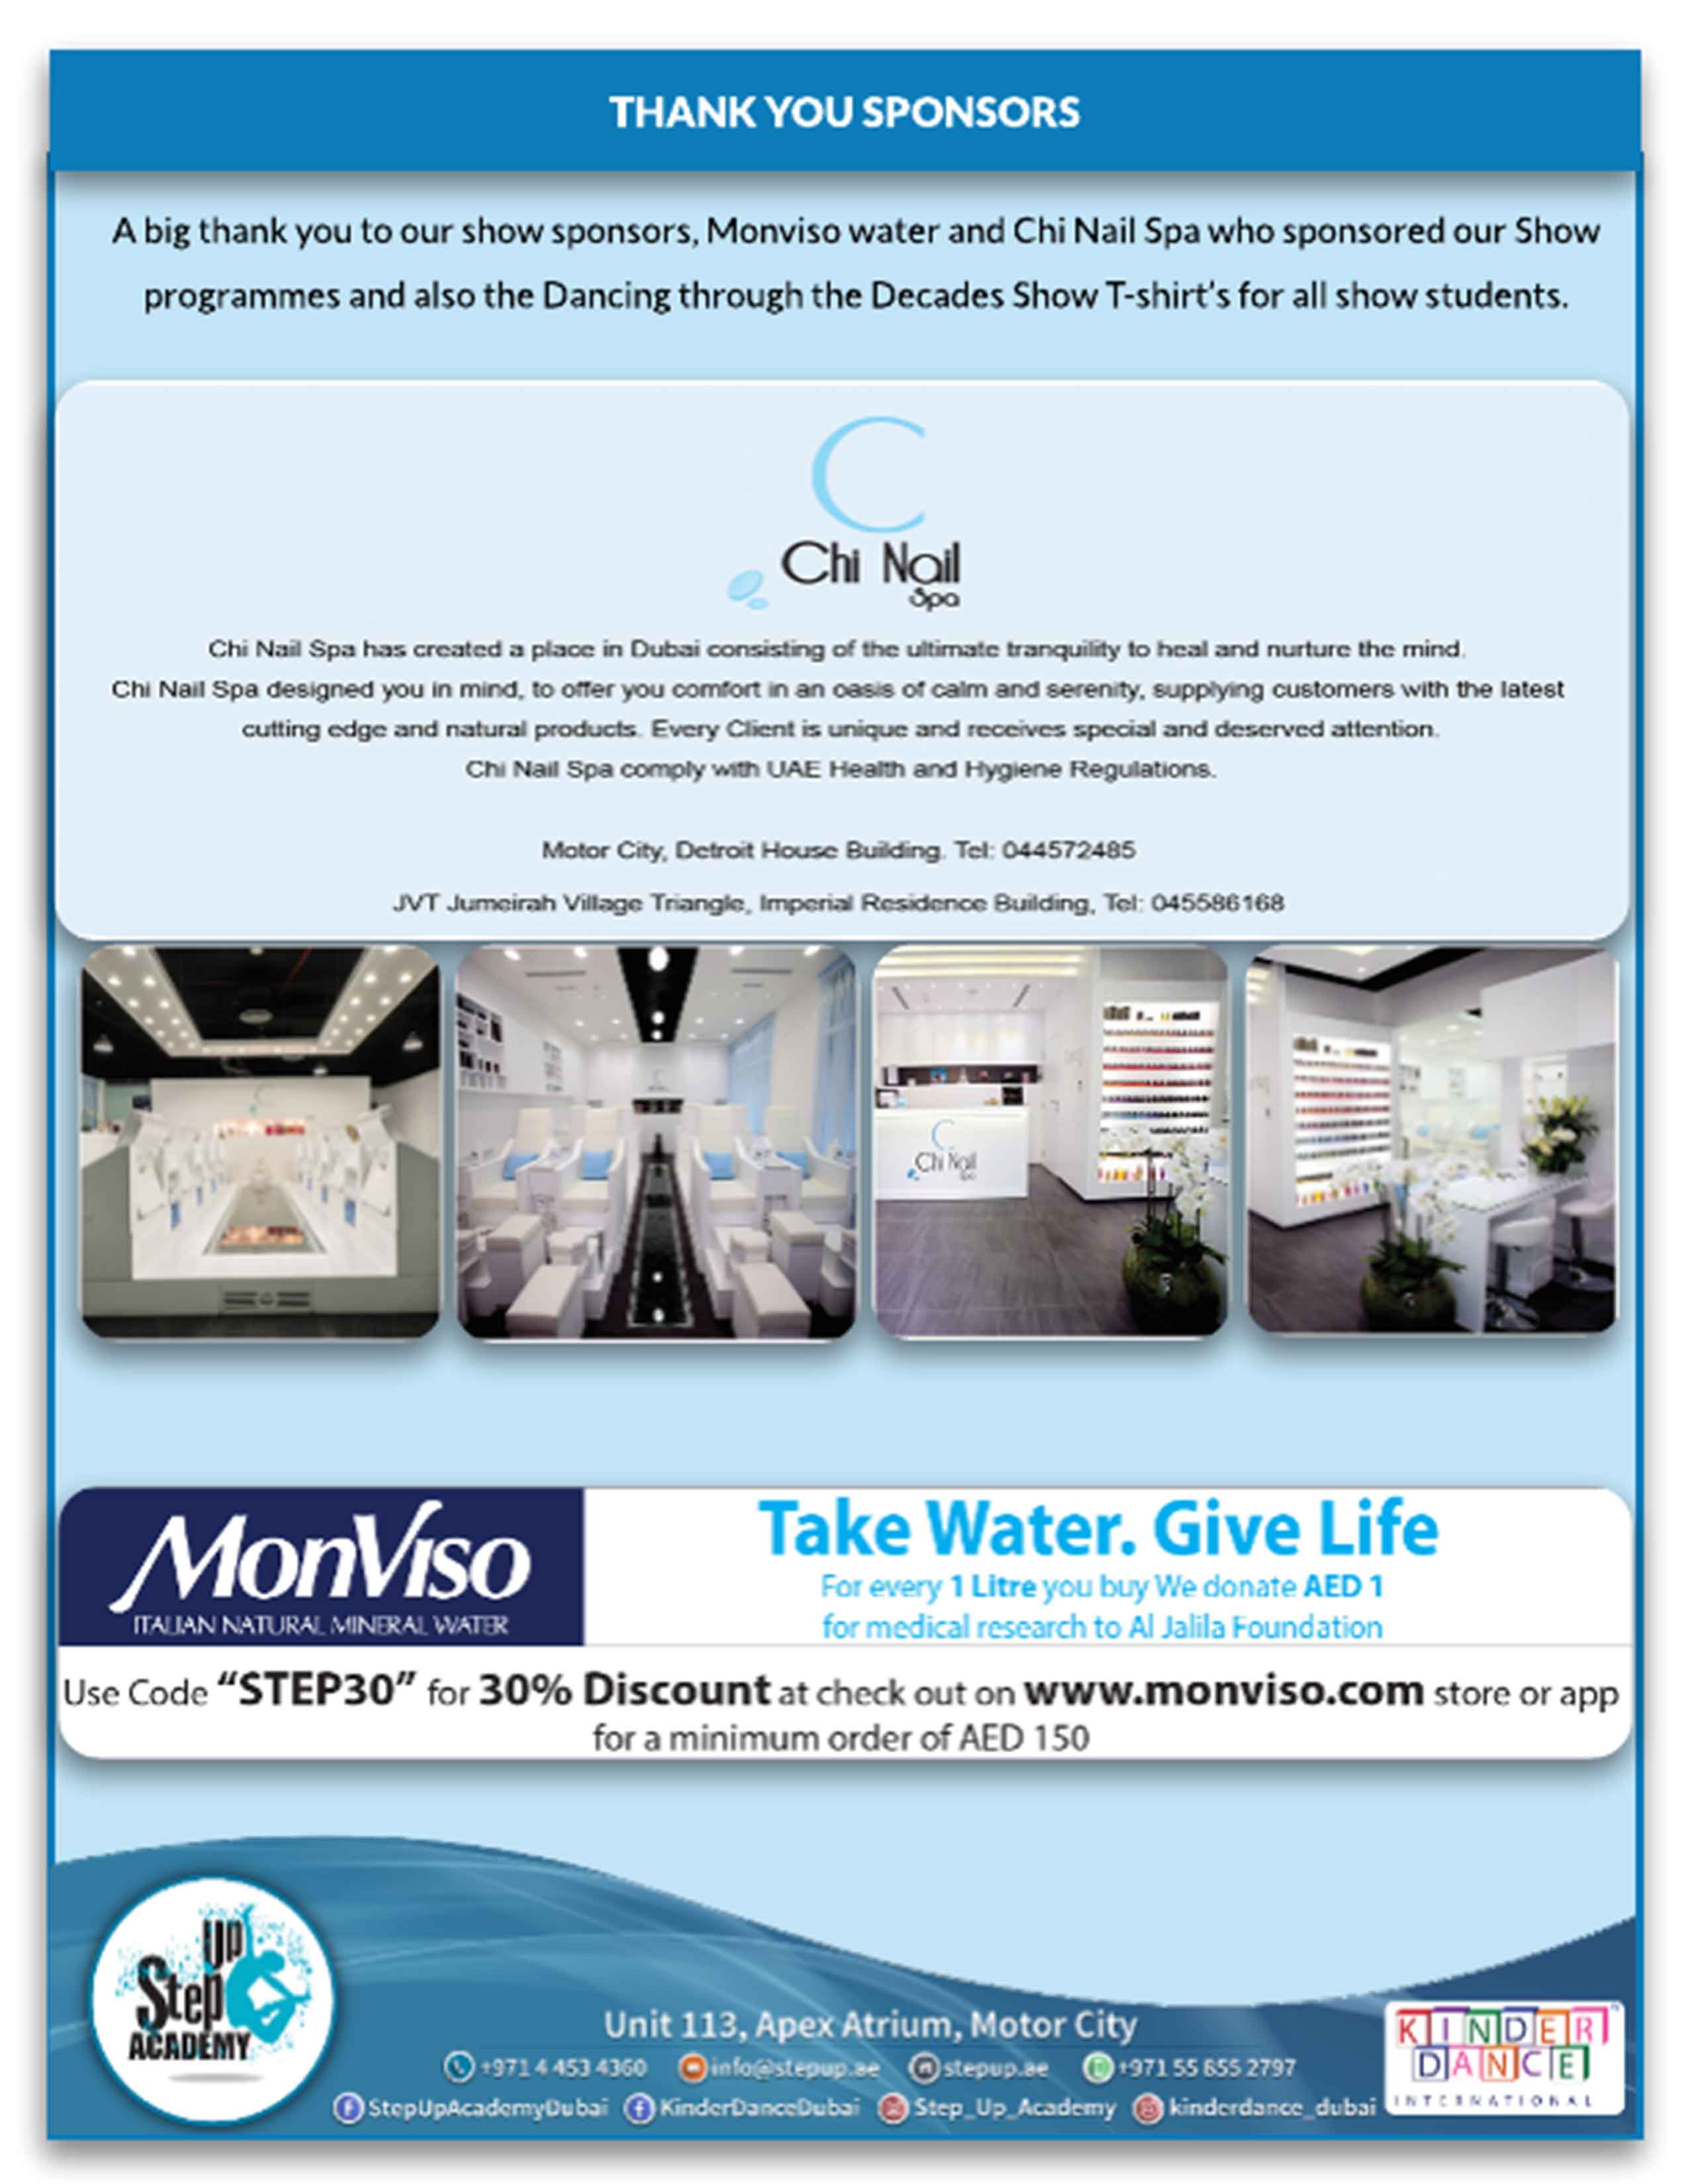 THANK YOU SPONSORS
A big thank you to our show sponsors, Monviso water and Chi Nail Spa who sponsored our Show
programmes and also the Dancing through the Decades Show T-shirt's for all show students.
C
Chi Nail
Spa
Chi Nail Spa has created a place in Dubai consisting of the ultimate tranquility to heal and nurture the mind.
Chi Nail Spa designed you in mind, to offer you comfort in an oasis of calm and serenity, supplying customers with the latest
cutting edge and natural products. Every Client is unique and receives special and deserved attention.
Chi Nail Spa comply with UAE Health and Hygiene Regulations.
Motor City, Detroit House Building. Tel: 044572485
JVT Jumeirah Village Triangle, Imperial Residence Building, Tel: 045586168
C
Chi Nail
Spa
MONVISO
ITALIAN NATURAL MINERAL WATER
Take Water. Give Life
For every 1 Litre you buy We donate AED 1
for medical research to Al Jalila Foundation
Use Code “STEP30” for 30% Discount at check out on www.monviso.com store or app
for a minimum order of AED 150
Up
Step
ACADEMY
Unit 113, Apex Atrium, Motor City
+971 4 453 4360 info@stepup.ae stepup.ae +971 55 855 2797
StepUpAcademyDubai KinderDanceDubai Step_Up_Academy kinderdance_dubai
KINDER
DANCE
INTERNATIONAL